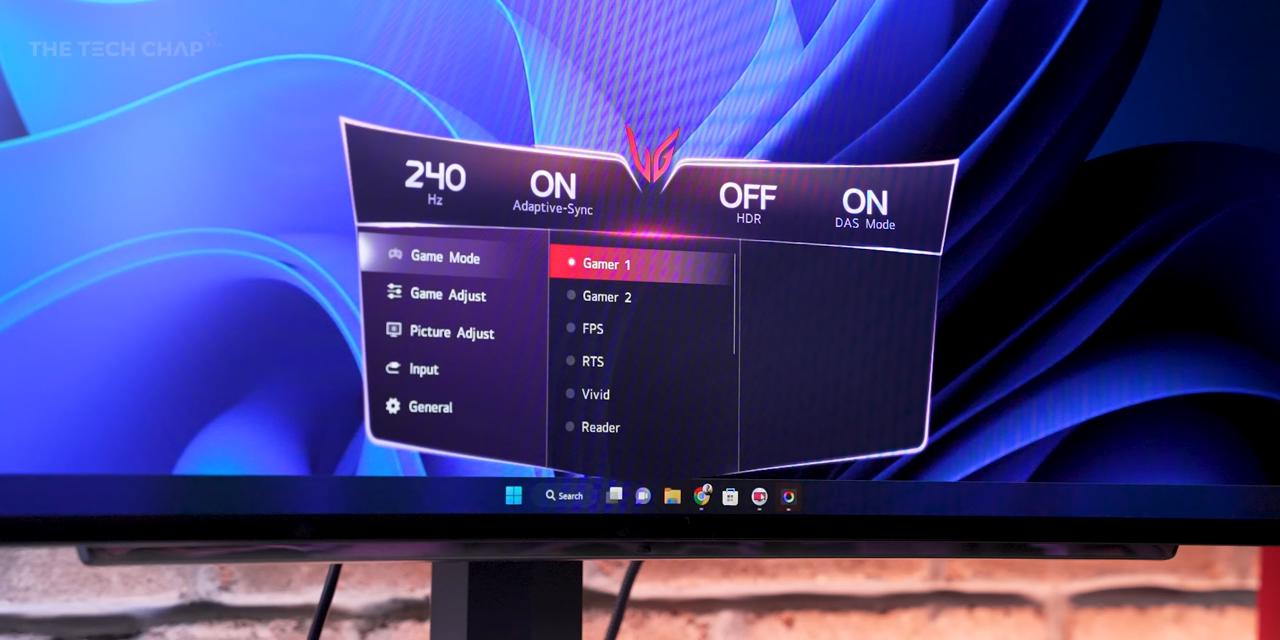 THE TECH CHAP
240
Hz
ON
Adaptive-Sync
UG
OFF
HDR
ON
DAS Mode
Game Mode
Game Adjust
Picture Adjust
Input
General
Gamer 1
Gamer 2
FPS
RTS
Vivid
Reader
Search